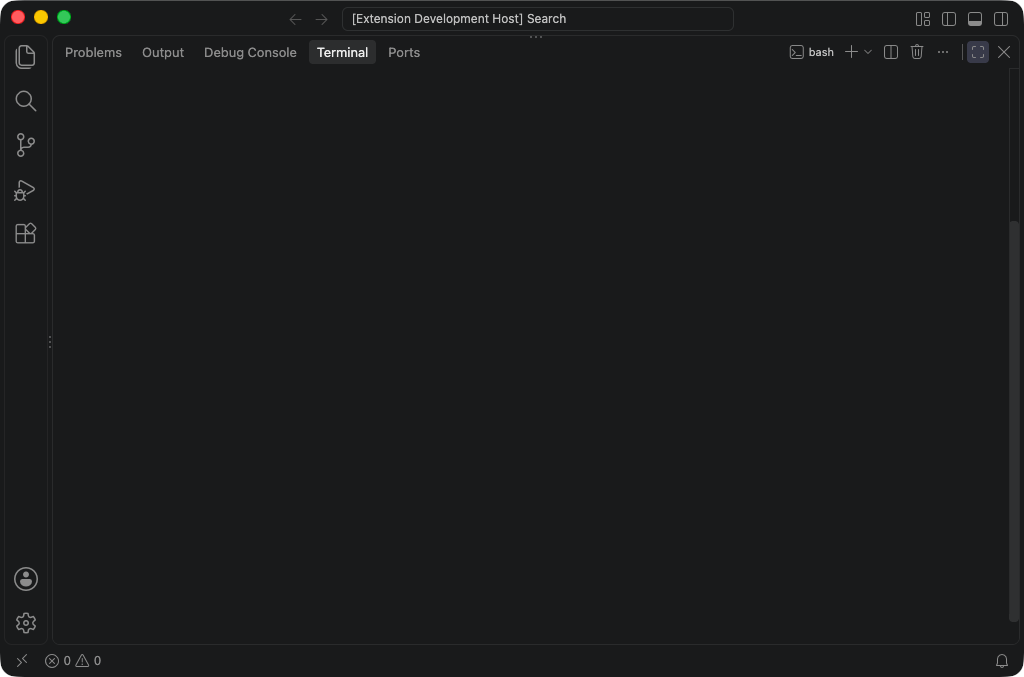 [Extension Development Host] Search
Problems Output Debug Console Terminal Ports bash
0 0